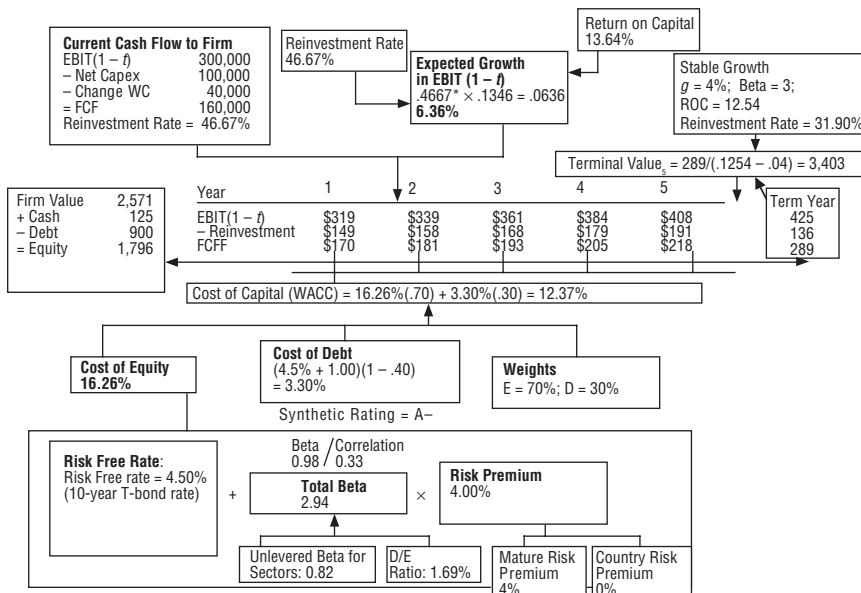 Current Cash Flow to Firm
EBIT(1 – t) 300,000
– Net Capex 100,000
– Change WC 40,000
= FCF 160,000
Reinvestment Rate = 46.67%
Reinvestment Rate
46.67%
Expected Growth
in EBIT (1 – t)
.4667* × .1346 = .0636
6.36%
Return on Capital
13.64%
Stable Growth
g = 4%; Beta = 3;
ROC = 12.54
Reinvestment Rate = 31.90%
Terminal Value5 = 289/(.1254 – .04) = 3,403
Firm Value 2,571
+ Cash 125
– Debt 900
= Equity 1,796
Year 1 2 3 4 5
EBIT(1 – t) $319 $339 $361 $384 $408
– Reinvestment $149 $158 $168 $179 $191
FCFF $170 $181 $193 $205 $218
Term Year
425
136
289
Cost of Capital (WACC) = 16.26%(.70) + 3.30%(.30) = 12.37%
Cost of Equity
16.26%
Cost of Debt
(4.5% + 1.00)(1 – .40)
= 3.30%
Weights
E = 70%; D = 30%
Synthetic Rating = A–
Risk Free Rate:
Risk Free rate = 4.50%
(10-year T-bond rate)
+
Beta / Correlation
0.98 / 0.33
Total Beta
2.94
×
Risk Premium
4.00%
Unlevered Beta for
Sectors: 0.82
D/E
Ratio: 1.69%
Mature Risk
Premium
4%
Country Risk
Premium
0%